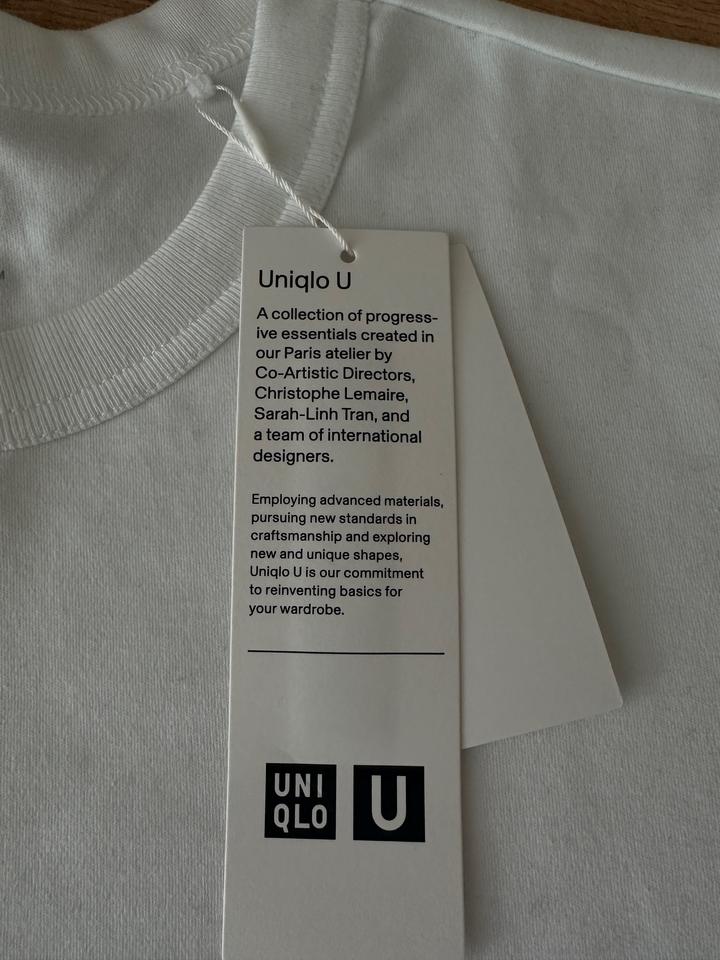 Uniqlo U
A collection of progress-
ive essentials created in
our Paris atelier by
Co-Artistic Directors,
Christophe Lemaire,
Sarah-Linh Tran, and
a team of international
designers.
Employing advanced materials,
pursuing new standards in
craftsmanship and exploring
new and unique shapes,
Uniqlo U is our commitment
to reinventing basics for
your wardrobe.
UNI
QLO
U